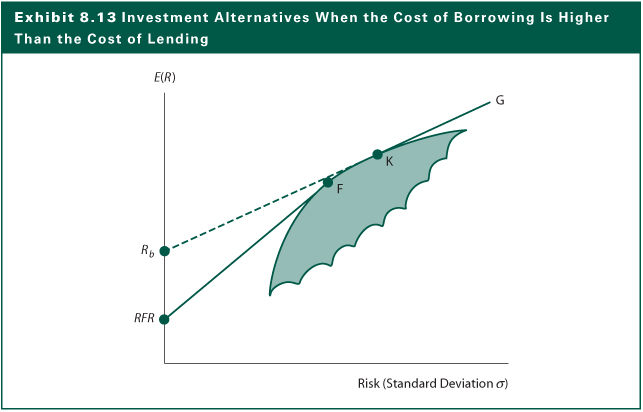 Exhibit 8.13 Investment Alternatives When the Cost of Borrowing Is Higher
Than the Cost of Lending
E(R)
G
K
F
Rb
RFR
Risk (Standard Deviation σ)